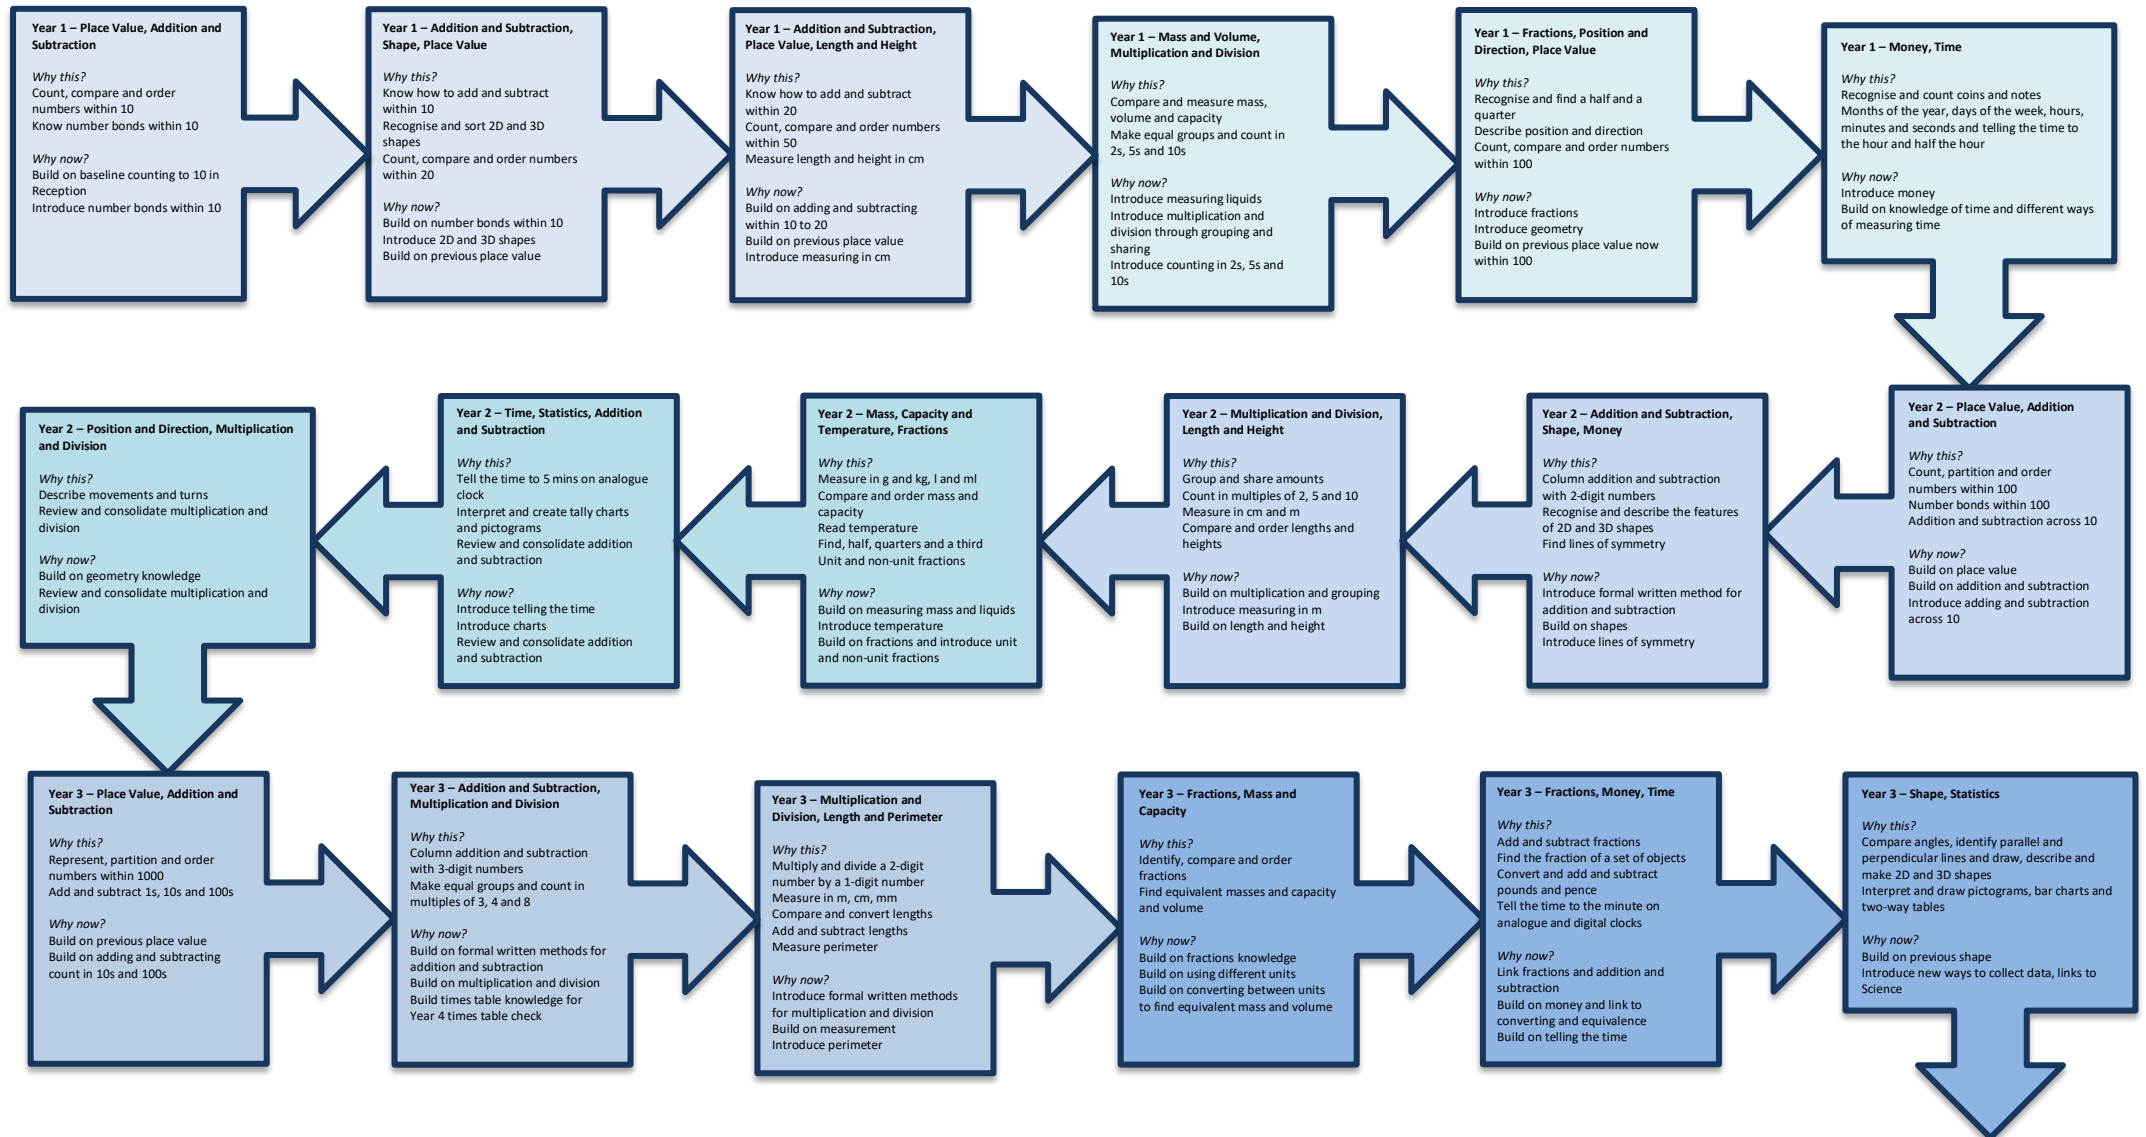 Year 1 – Place Value, Addition and
Subtraction
Why this?
Count, compare and order
numbers within 10
Know number bonds within 10
Why now?
Build on baseline counting to 10 in
Reception
Introduce number bonds within 10
Year 1 – Addition and Subtraction,
Shape, Place Value
Why this?
Know how to add and subtract
within 10
Recognise and sort 2D and 3D
shapes
Count, compare and order numbers
within 20
Why now?
Build on number bonds within 10
Introduce 2D and 3D shapes
Build on previous place value
Year 1 – Addition and Subtraction,
Place Value, Length and Height
Why this?
Know how to add and subtract
within 20
Count, compare and order numbers
within 50
Measure length and height in cm
Why now?
Build on adding and subtracting
within 10 to 20
Build on previous place value
Introduce measuring in cm
Year 1 – Mass and Volume,
Multiplication and Division
Why this?
Compare and measure mass,
volume and capacity
Make equal groups and count in
2s, 5s and 10s
Why now?
Introduce measuring liquids
Introduce multiplication and
division through grouping and
sharing
Introduce counting in 2s, 5s and
10s
Year 1 – Fractions, Position and
Direction, Place Value
Why this?
Recognise and find a half and a
quarter
Describe position and direction
Count, compare and order numbers
within 100
Why now?
Introduce fractions
Introduce geometry
Build on previous place value now
within 100
Year 1 – Money, Time
Why this?
Recognise and count coins and notes
Months of the year, days of the week, hours,
minutes and seconds and telling the time to
the hour and half the hour
Why now?
Introduce money
Build on knowledge of time and different ways
of measuring time
Year 2 – Place Value, Addition
and Subtraction
Why this?
Count, partition and order
numbers within 100
Number bonds within 100
Addition and subtraction across 10
Why now?
Build on place value
Build on addition and subtraction
Introduce adding and subtraction
across 10
Year 2 – Addition and Subtraction,
Shape, Money
Why this?
Column addition and subtraction
with 2-digit numbers
Recognise and describe the features
of 2D and 3D shapes
Find lines of symmetry
Why now?
Introduce formal written method for
addition and subtraction
Build on shapes
Introduce lines of symmetry
Year 2 – Multiplication and Division,
Length and Height
Why this?
Group and share amounts
Count in multiples of 2, 5 and 10
Measure in cm and m
Compare and order lengths and
heights
Why now?
Build on multiplication and grouping
Introduce measuring in m
Build on length and height
Year 2 – Mass, Capacity and
Temperature, Fractions
Why this?
Measure in g and kg, l and ml
Compare and order mass and
capacity
Read temperature
Find, half, quarters and a third
Unit and non-unit fractions
Why now?
Build on measuring mass and liquids
Introduce temperature
Build on fractions and introduce unit
and non-unit fractions
Year 2 – Time, Statistics, Addition
and Subtraction
Why this?
Tell the time to 5 mins on analogue
clock
Interpret and create tally charts
and pictograms
Review and consolidate addition
and subtraction
Why now?
Introduce telling the time
Introduce charts
Review and consolidate addition
and subtraction
Year 2 – Position and Direction, Multiplication
and Division
Why this?
Describe movements and turns
Review and consolidate multiplication and
division
Why now?
Build on geometry knowledge
Review and consolidate multiplication and
division
Year 3 – Place Value, Addition and
Subtraction
Why this?
Represent, partition and order
numbers within 1000
Add and subtract 1s, 10s and 100s
Why now?
Build on previous place value
Build on adding and subtracting
count in 10s and 100s
Year 3 – Addition and Subtraction,
Multiplication and Division
Why this?
Column addition and subtraction
with 3-digit numbers
Make equal groups and count in
multiples of 3, 4 and 8
Why now?
Build on formal written methods for
addition and subtraction
Build on multiplication and division
Build times table knowledge for
Year 4 times table check
Year 3 – Multiplication and
Division, Length and Perimeter
Why this?
Multiply and divide a 2-digit
number by a 1-digit number
Measure in m, cm, mm
Compare and convert lengths
Add and subtract lengths
Measure perimeter
Why now?
Introduce formal written methods
for multiplication and division
Build on measurement
Introduce perimeter
Year 3 – Fractions, Mass and
Capacity
Why this?
Identify, compare and order
fractions
Find equivalent masses and capacity
and volume
Why now?
Build on fractions knowledge
Build on using different units
Build on converting between units
to find equivalent mass and volume
Year 3 – Fractions, Money, Time
Why this?
Add and subtract fractions
Find the fraction of a set of objects
Convert and add and subtract
pounds and pence
Tell the time to the minute on
analogue and digital clocks
Why now?
Link fractions and addition and
subtraction
Build on money and link to
converting and equivalence
Build on telling the time
Year 3 – Shape, Statistics
Why this?
Compare angles, identify parallel and
perpendicular lines and draw, describe and
make 2D and 3D shapes
Interpret and draw pictograms, bar charts and
two-way tables
Why now?
Build on previous shape
Introduce new ways to collect data, links to
Science